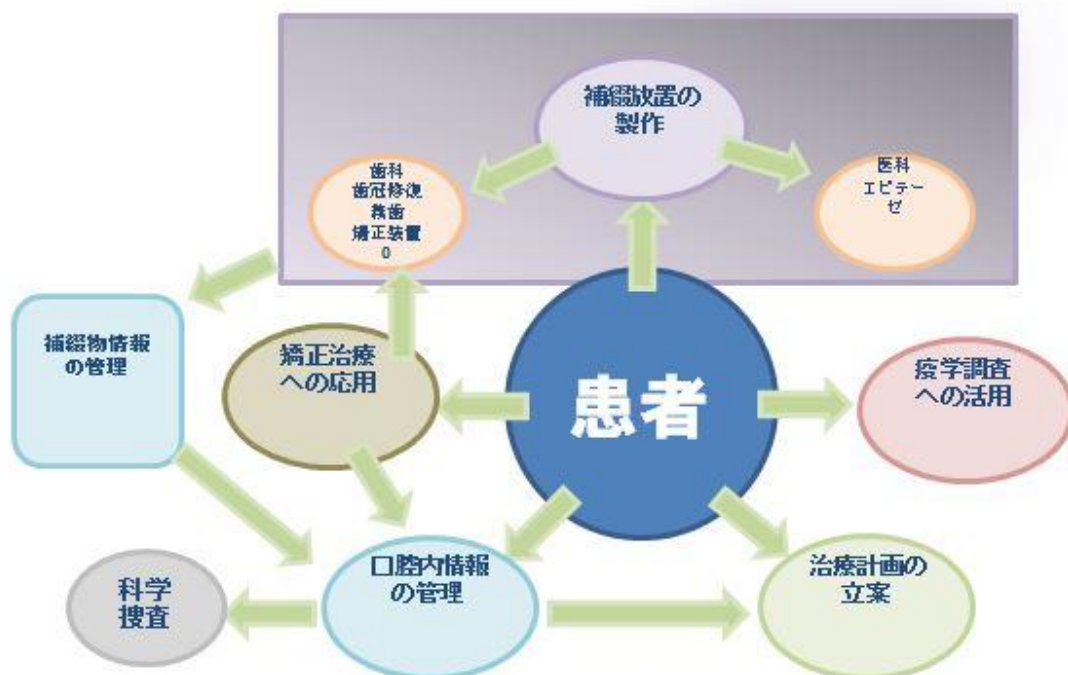 補綴放置の
製作
歯科
歯冠修復
義歯
矯正装置
0
医科
エピテー
ゼ
補綴物情報
の管理
矯正治療
への応用
患者
疫学調査
への活用
科学
捜査
口腔内情報
の管理
治療計画の
立案